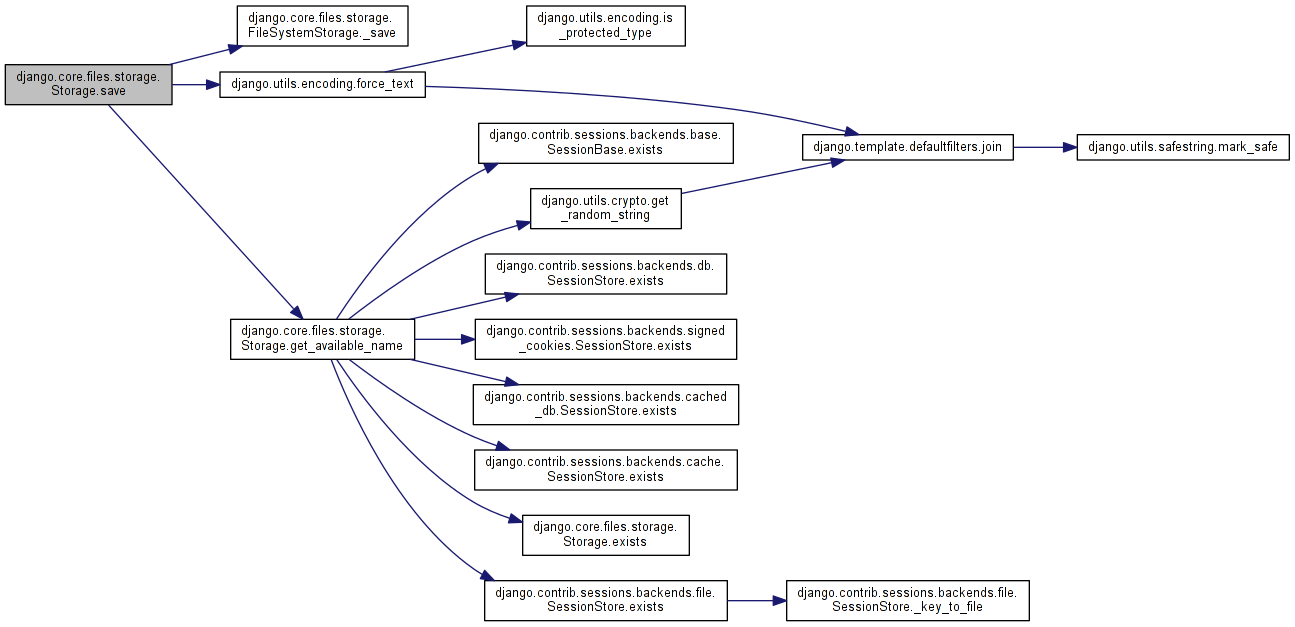 django.core.files.storage.
FileSystemStorage._save
django.utils.encoding.is
_protected_type
django.core.files.storage.
Storage.save
django.utils.encoding.force_text
django.contrib.sessions.backends.base.
SessionBase.exists
django.template.defaultfilters.join
django.utils.safestring.mark_safe
django.utils.crypto.get
_random_string
django.contrib.sessions.backends.db.
SessionStore.exists
django.core.files.storage.
Storage.get_available_name
django.contrib.sessions.backends.signed
_cookies.SessionStore.exists
django.contrib.sessions.backends.cached
_db.SessionStore.exists
django.contrib.sessions.backends.cache.
SessionStore.exists
django.core.files.storage.
Storage.exists
django.contrib.sessions.backends.file.
SessionStore.exists
django.contrib.sessions.backends.file.
SessionStore._key_to_file